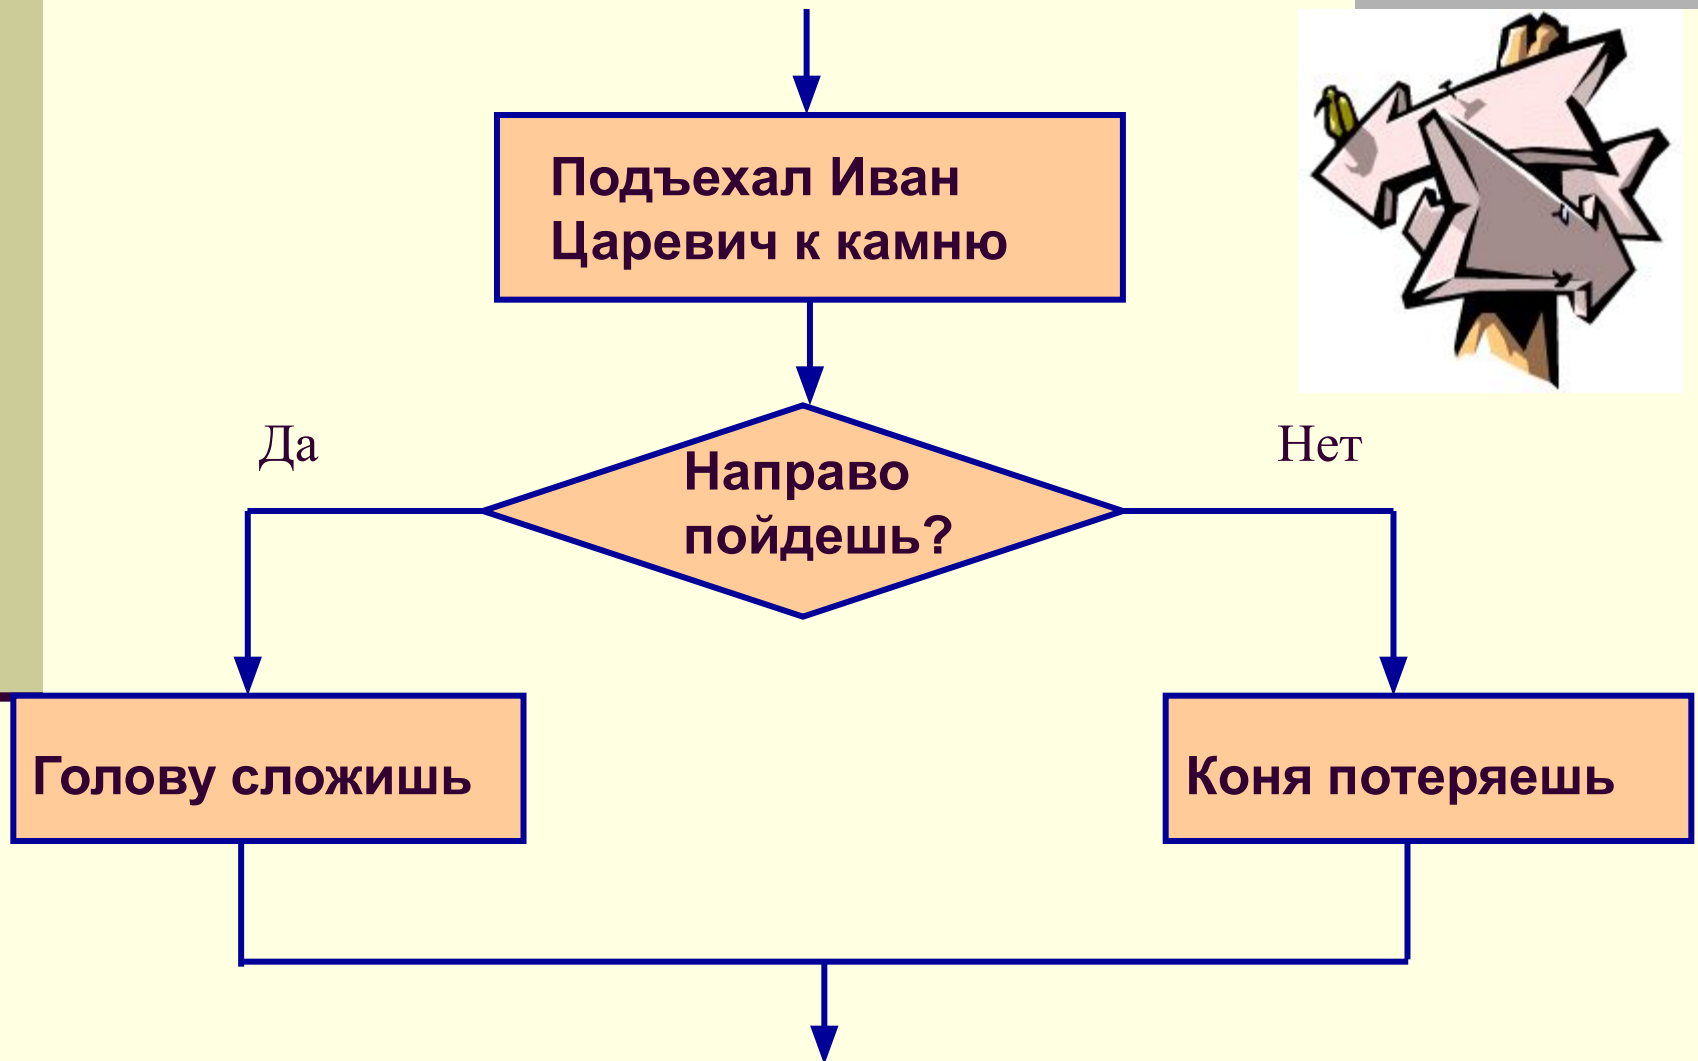 Подъехал Иван
Царевич к камню
Да
Нет
Направо
пойдешь?
Голову сложишь
Коня потеряешь